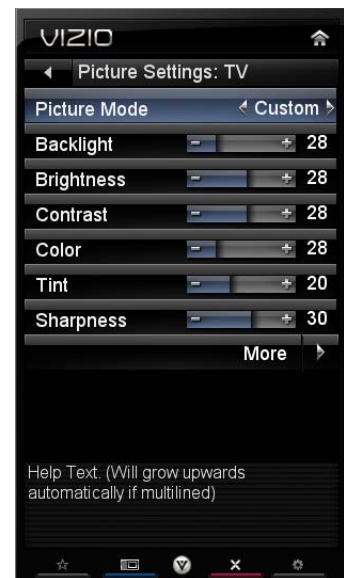 VIZIO
Picture Settings: TV
Picture Mode Custom
Backlight - + 28
Brightness - + 28
Contrast - + 28
Color - + 28
Tint - + 20
Sharpness - + 30
More
Help Text. (Will grow upwards
automatically if multilined)